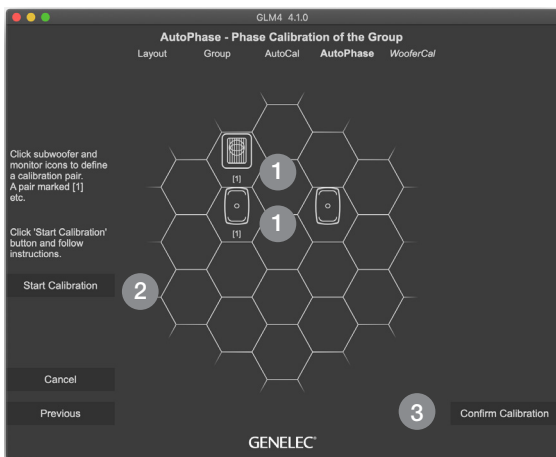 GLM4 4.1.0
AutoPhase - Phase Calibration of the Group
Layout Group AutoCal AutoPhase WooferCal
Click subwoofer and
monitor icons to define
a calibration pair.
A pair marked [1]
etc.
Click 'Start Calibration'
button and follow
instructions.
[1]
1
[1]
1
Start Calibration
2
Cancel
Previous
3
Confirm Calibration
GENELEC®